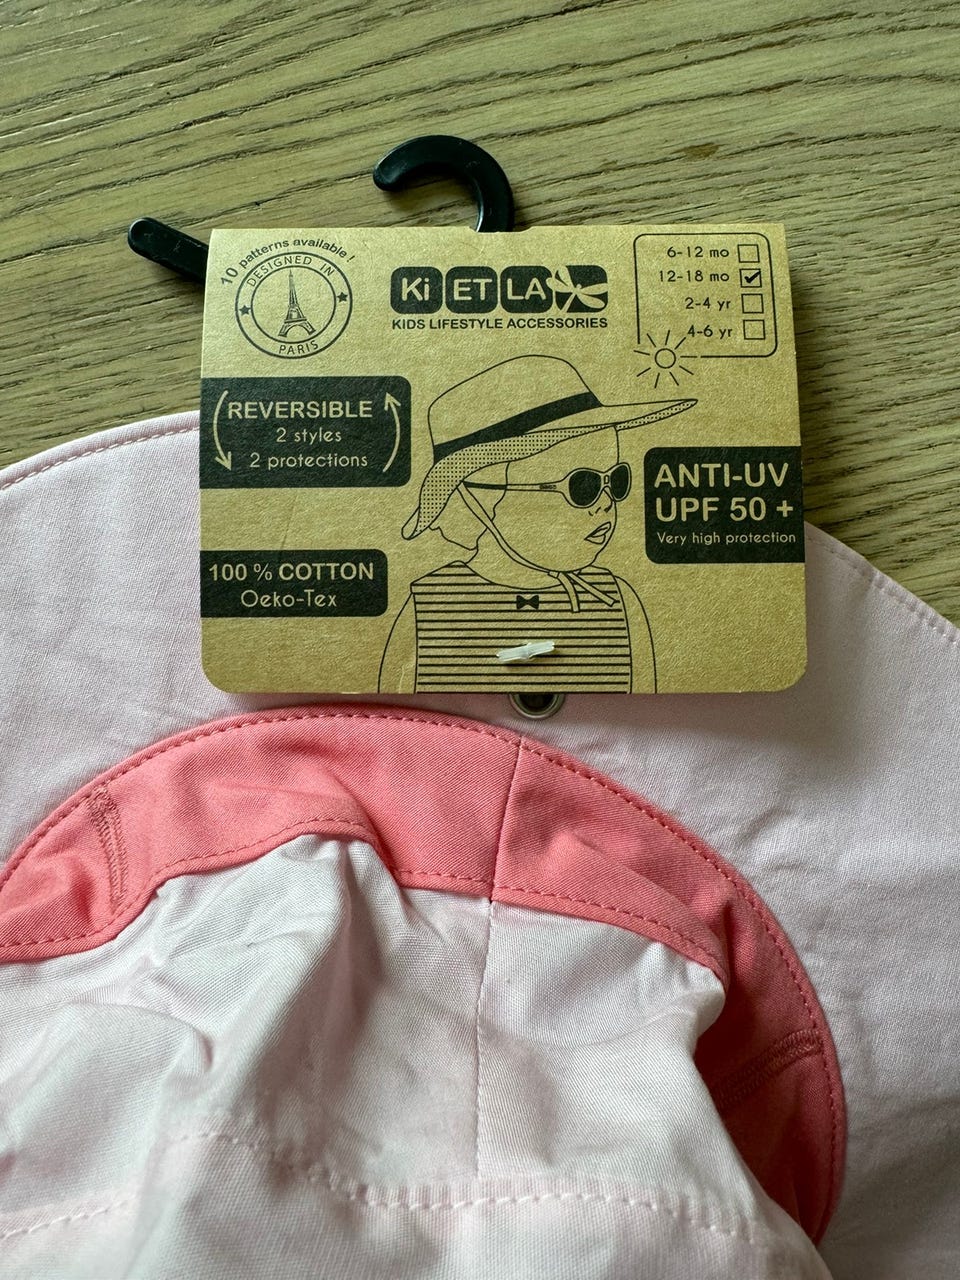 10 patterns available !
DESIGNED IN
PARIS
Ki ET LA
KIDS LIFESTYLE ACCESSORIES
6-12 mo
12-18 mo
2-4 yr
4-6 yr
REVERSIBLE
2 styles
2 protections
ANTI-UV
UPF 50 +
Very high protection
100 % COTTON
Oeko-Tex